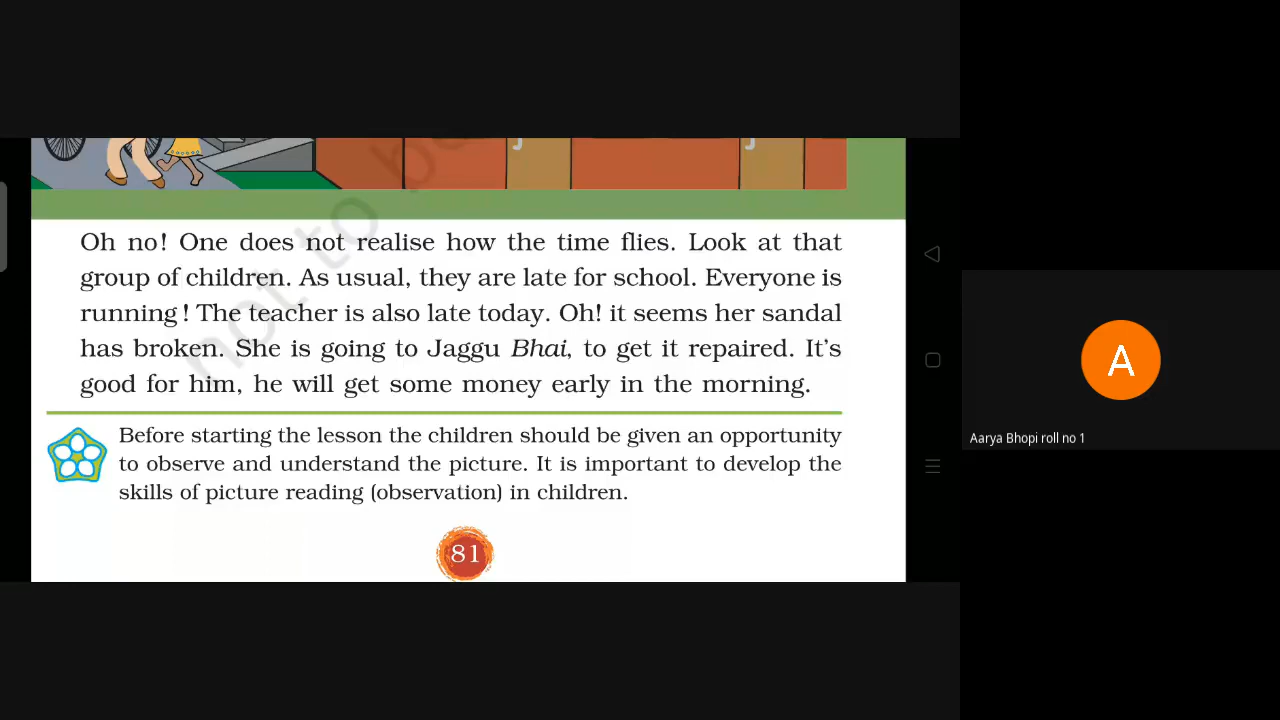 Oh no! One does not realise how the time flies. Look at that
group of children. As usual, they are late for school. Everyone is
running! The teacher is also late today. Oh! it seems her sandal
has broken. She is going to Jaggu Bhai, to get it repaired. It's
good for him, he will get some money early in the morning.
Before starting the lesson the children should be given an opportunity
to observe and understand the picture. It is important to develop the
skills of picture reading (observation) in children.
81
not to be
A
Aarya Bhopi roll no 1